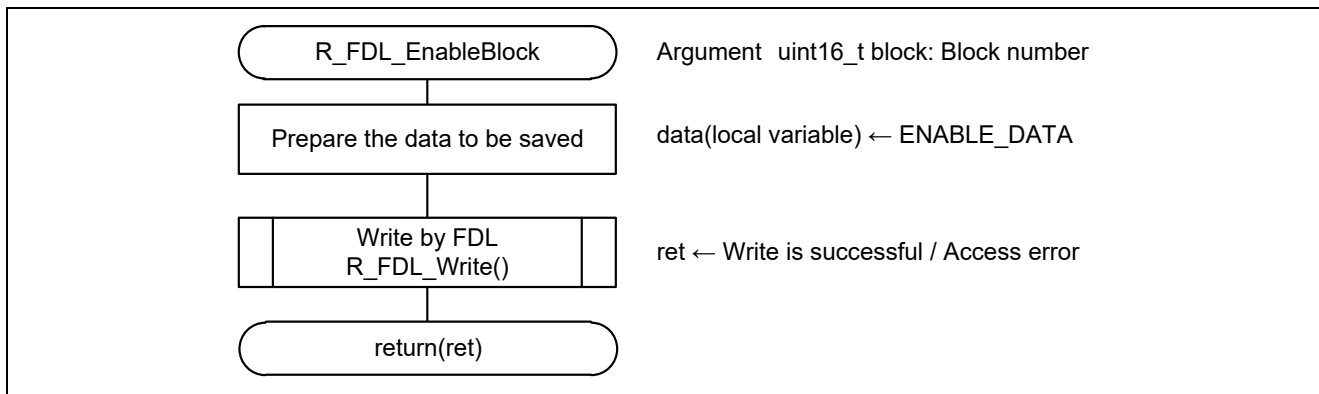 R_FDL_EnableBlock
Argument uint16_t block: Block number
Prepare the data to be saved
data(local variable) ← ENABLE_DATA
Write by FDL
R_FDL_Write()
ret ← Write is successful / Access error
return(ret)